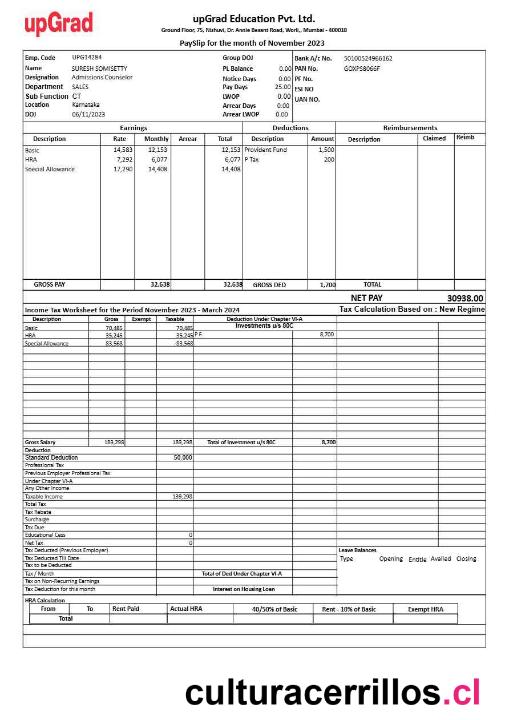 upGrad
upGrad Education Pvt. Ltd.
Ground Floor, 75, Nishuvi, Dr. Annie Besant Road, Worli,, Mumbai - 400018
PaySlip for the month of November 2023
Emp. Code UPG14284 Group DOJ Bank A/c No. 50100524966162
Name SURESH SOMISETTY PL Balance 0.00 PAN No. GOXPS8066F
Designation Admissions Counselor Notice Days 0.00 PF No.
Department SALES Pay Days 25.00 ESI NO
Sub Function CT LWOP 0.00 UAN NO.
Location Karnataka Arrear Days 0.00
DOJ 06/11/2023 Arrear LWOP 0.00
Earnings Deductions Reimbursements
Description Rate Monthly Arrear Total Description Amount Description Claimed Reimb
Basic 14,583 12,153 12,153 Provident Fund 1,500
HRA 7,292 6,077 6,077 P Tax 200
Special Allowance 17,290 14,408 14,408
GROSS PAY 32.638 32.638 GROSS DED 1,700 TOTAL
NET PAY 30938.00
Income Tax Worksheet for the Period November 2023 - March 2024 Tax Calculation Based on : New Regime
Description Gross Exempt Taxable Deduction Under Chapter VI-A
Investments u/s 80C
Basic 70,485 70,485
HRA 35,245 35,245 P F 8,700
Special Allowance 83,568 83,568
Gross Salary 189,298 189,298 Total of Investment u/s 80C 8,700
Deduction
Standard Deduction 50,000
Professional Tax
Previous Employer Professional Tax
Under Chapter VI-A
Any Other Income
Taxable Income 139,298
Total Tax
Tax Rebate
Surcharge
Tax Due
Educational Cess 0
Net Tax 0
Tax Deducted (Previous Employer) Leave Balances
Tax Deducted Till Date Type Opening Entitle Availed Closing
Tax to be Deducted
Tax / Month Total of Ded Under Chapter VI-A
Tax on Non-Recurring Earnings
Tax Deduction for this month Interest on Housing Loan
HRA Calculation
From To Rent Paid Actual HRA 40/50% of Basic Rent - 10% of Basic Exempt HRA
Total
culturacerrillos.cl